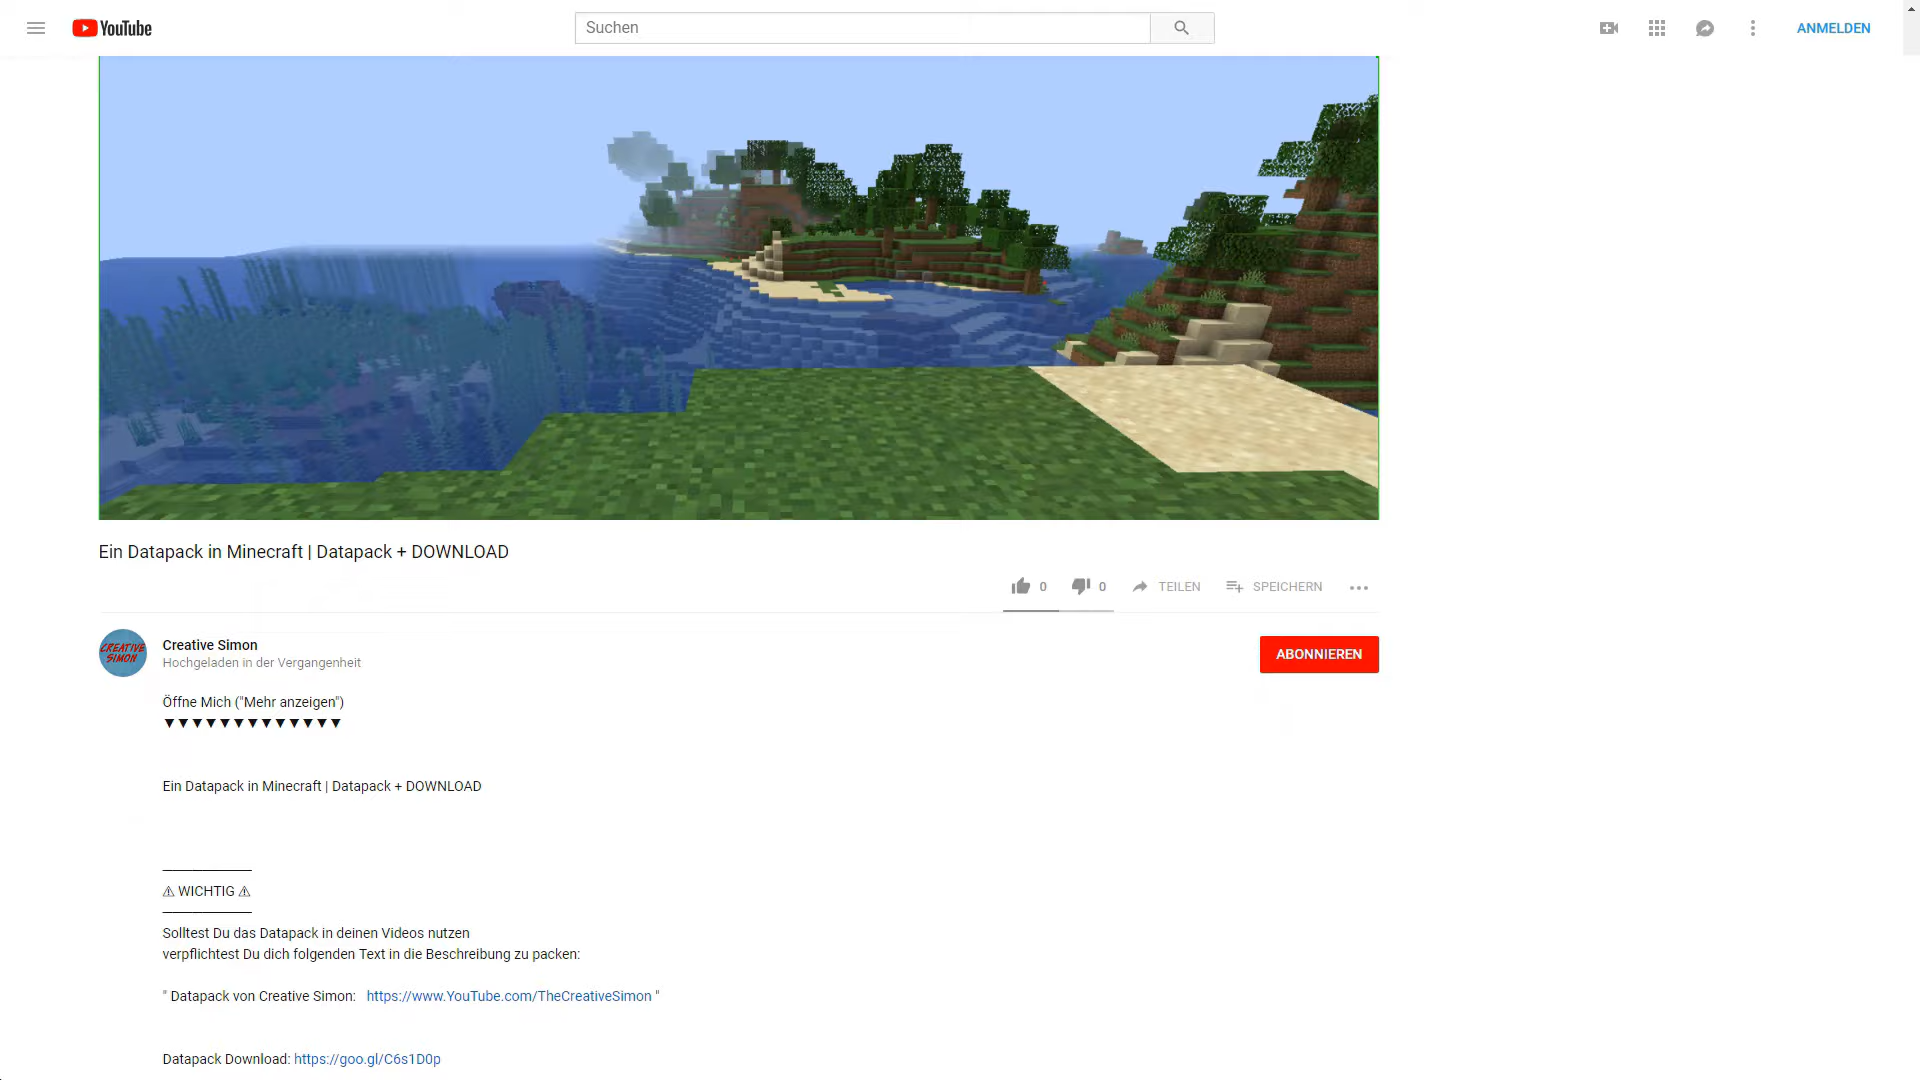 YouTube
Suchen
ANMELDEN
Ein Datapack in Minecraft | Datapack + DOWNLOAD
0
0
TEILEN
SPEICHERN
CREATIVE
SIMON
Creative Simon
Hochgeladen in der Vergangenheit
ABONNIEREN
Öffne Mich ("Mehr anzeigen")
▼▼▼▼▼▼▼▼▼▼▼▼▼
Ein Datapack in Minecraft | Datapack + DOWNLOAD
⚠ WICHTIG ⚠
Solltest Du das Datapack in deinen Videos nutzen
verpflichtest Du dich folgenden Text in die Beschreibung zu packen:
" Datapack von Creative Simon: https://www.YouTube.com/TheCreativeSimon "
Datapack Download: https://goo.gl/C6s1D0p